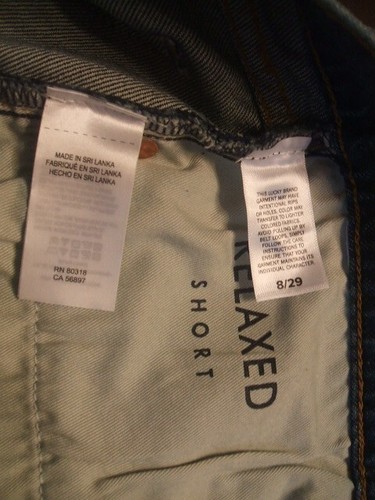 MADE IN SRI LANKA
FABRIQUÉ EN SRI LANKA
HECHO EN SRI LANKA
RN 80318
CA 56897
THIS LUCKY BRAND
GARMENT MAY HAVE
INTENTIONAL RIPS
OR HOLES. COLOR MAY
TRANSFER TO LIGHTER
COLORED FABRICS.
AVOID PULLING UP BY
BELT LOOPS, SIMPLY
FOLLOW THE CARE
INSTRUCTIONS TO
ENSURE THAT YOUR
GARMENT MAINTAINS ITS
INDIVIDUAL CHARACTER.
8/29
RELAXED
SHORT